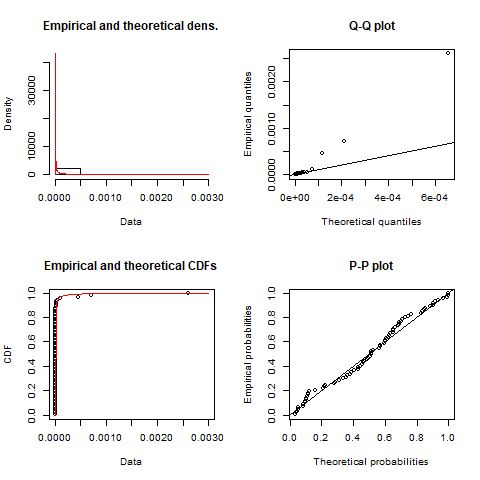 Empirical and theoretical dens.
Density
0 10000 30000
0.0000 0.0010 0.0020 0.0030
Data
Q-Q plot
Empirical quantiles
0.0000 0.0010 0.0020
0e+00 2e-04 4e-04 6e-04
Theoretical quantiles
Empirical and theoretical CDFs
CDF
0.0 0.2 0.4 0.6 0.8 1.0
0.0000 0.0010 0.0020 0.0030
Data
P-P plot
Empirical probabilities
0.0 0.2 0.4 0.6 0.8 1.0
0.0 0.2 0.4 0.6 0.8 1.0
Theoretical probabilities